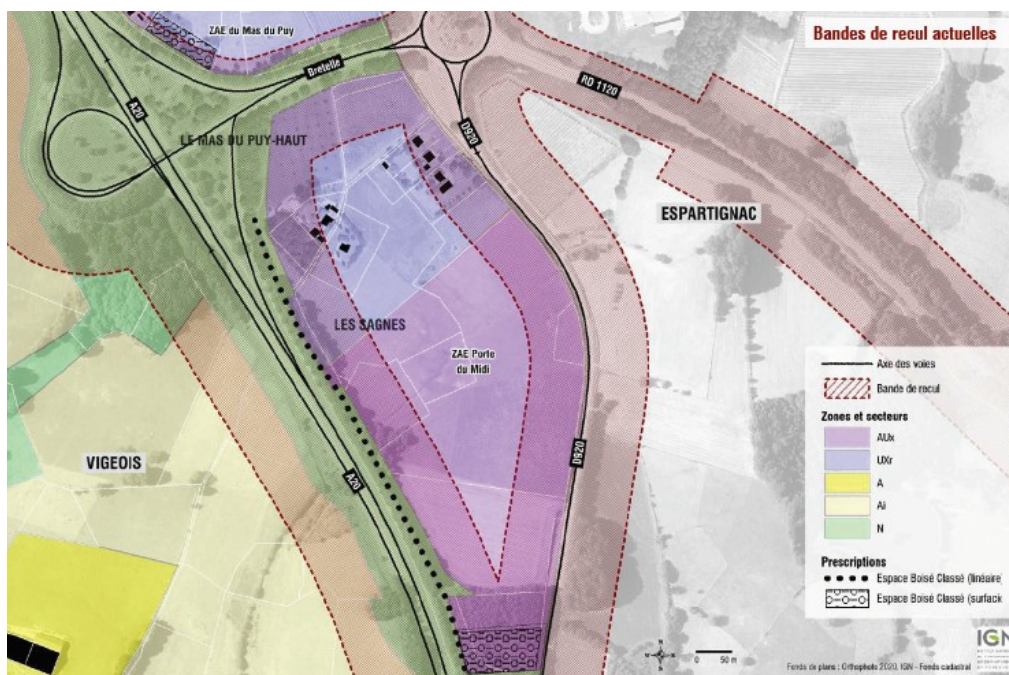 Bandes de recul actuelles
ZAE du Mas du Puy
Bretelle
A20
RD 1120
D920
LE MAS DU PUY-HAUT
ESPARTIGNAC
LES SAGNES
ZAE Porte
du Midi
VIGEOIS
A20
D920
Axe des voies
Bande de recul
Zones et secteurs
AUx
UXr
A
Ai
N
Prescriptions
Espace Boisé Classé (linéaire)
Espace Boisé Classé (surfacik
0 50 m
IGN
Fonds de plans : Orthophoto 2020, IGN - Fonds cadastral